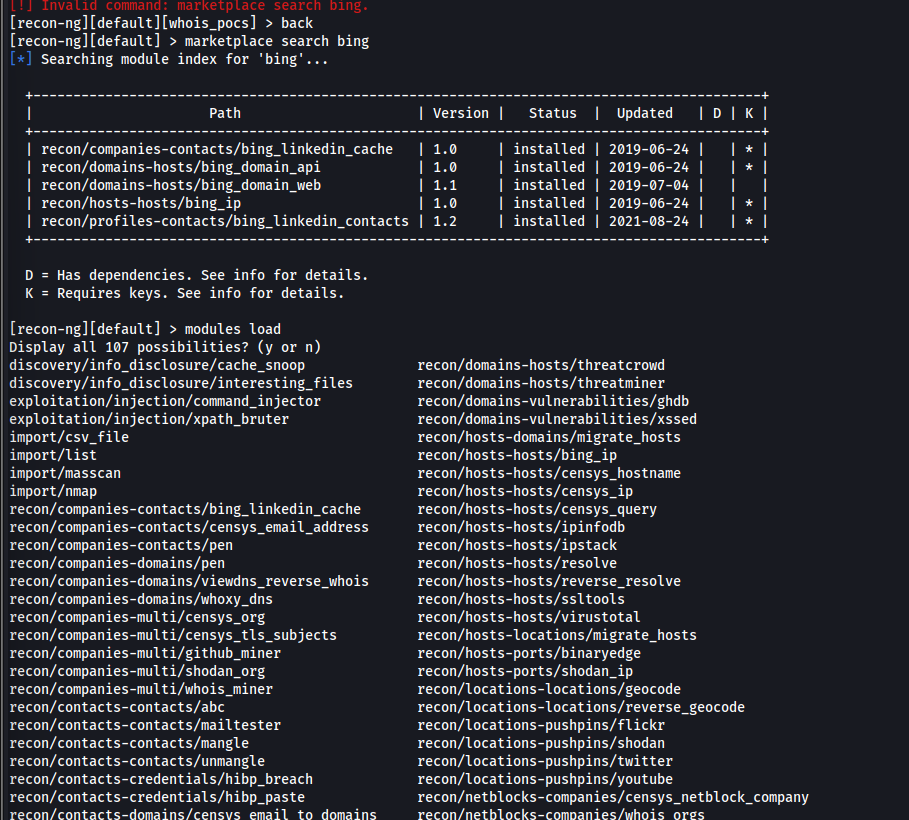 [!] Invalid command: marketplace search bing.
[recon-ng][default][whois_pocs] > back
[recon-ng][default] > marketplace search bing
[*] Searching module index for 'bing'...
+-------------------------------------------------------------------------------------------+
| Path | Version | Status | Updated | D | K |
+-------------------------------------------------------------------------------------------+
| recon/companies-contacts/bing_linkedin_cache | 1.0 | installed | 2019-06-24 | | * |
| recon/domains-hosts/bing_domain_api | 1.0 | installed | 2019-06-24 | | * |
| recon/domains-hosts/bing_domain_web | 1.1 | installed | 2019-07-04 | | |
| recon/hosts-hosts/bing_ip | 1.0 | installed | 2019-06-24 | | * |
| recon/profiles-contacts/bing_linkedin_contacts | 1.2 | installed | 2021-08-24 | | * |
+-------------------------------------------------------------------------------------------+
D = Has dependencies. See info for details.
K = Requires keys. See info for details.
[recon-ng][default] > modules load
Display all 107 possibilities? (y or n)
discovery/info_disclosure/cache_snoop recon/domains-hosts/threatcrowd
discovery/info_disclosure/interesting_files recon/domains-hosts/threatminer
exploitation/injection/command_injector recon/domains-vulnerabilities/ghdb
exploitation/injection/xpath_bruter recon/domains-vulnerabilities/xssed
import/csv_file recon/hosts-domains/migrate_hosts
import/list recon/hosts-hosts/bing_ip
import/masscan recon/hosts-hosts/censys_hostname
import/nmap recon/hosts-hosts/censys_ip
recon/companies-contacts/bing_linkedin_cache recon/hosts-hosts/censys_query
recon/companies-contacts/censys_email_address recon/hosts-hosts/ipinfodb
recon/companies-contacts/pen recon/hosts-hosts/ipstack
recon/companies-domains/pen recon/hosts-hosts/resolve
recon/companies-domains/viewdns_reverse_whois recon/hosts-hosts/reverse_resolve
recon/companies-domains/whoxy_dns recon/hosts-hosts/ssltools
recon/companies-multi/censys_org recon/hosts-hosts/virustotal
recon/companies-multi/censys_tls_subjects recon/hosts-locations/migrate_hosts
recon/companies-multi/github_miner recon/hosts-ports/binaryedge
recon/companies-multi/shodan_org recon/hosts-ports/shodan_ip
recon/companies-multi/whois_miner recon/locations-locations/geocode
recon/contacts-contacts/abc recon/locations-locations/reverse_geocode
recon/contacts-contacts/mailtester recon/locations-pushpins/flickr
recon/contacts-contacts/mangle recon/locations-pushpins/shodan
recon/contacts-contacts/unmangle recon/locations-pushpins/twitter
recon/contacts-credentials/hibp_breach recon/locations-pushpins/youtube
recon/contacts-credentials/hibp_paste recon/netblocks-companies/censys_netblock_company
recon/contacts-domains/censys_email_to_domains recon/netblocks-companies/whois_orgs